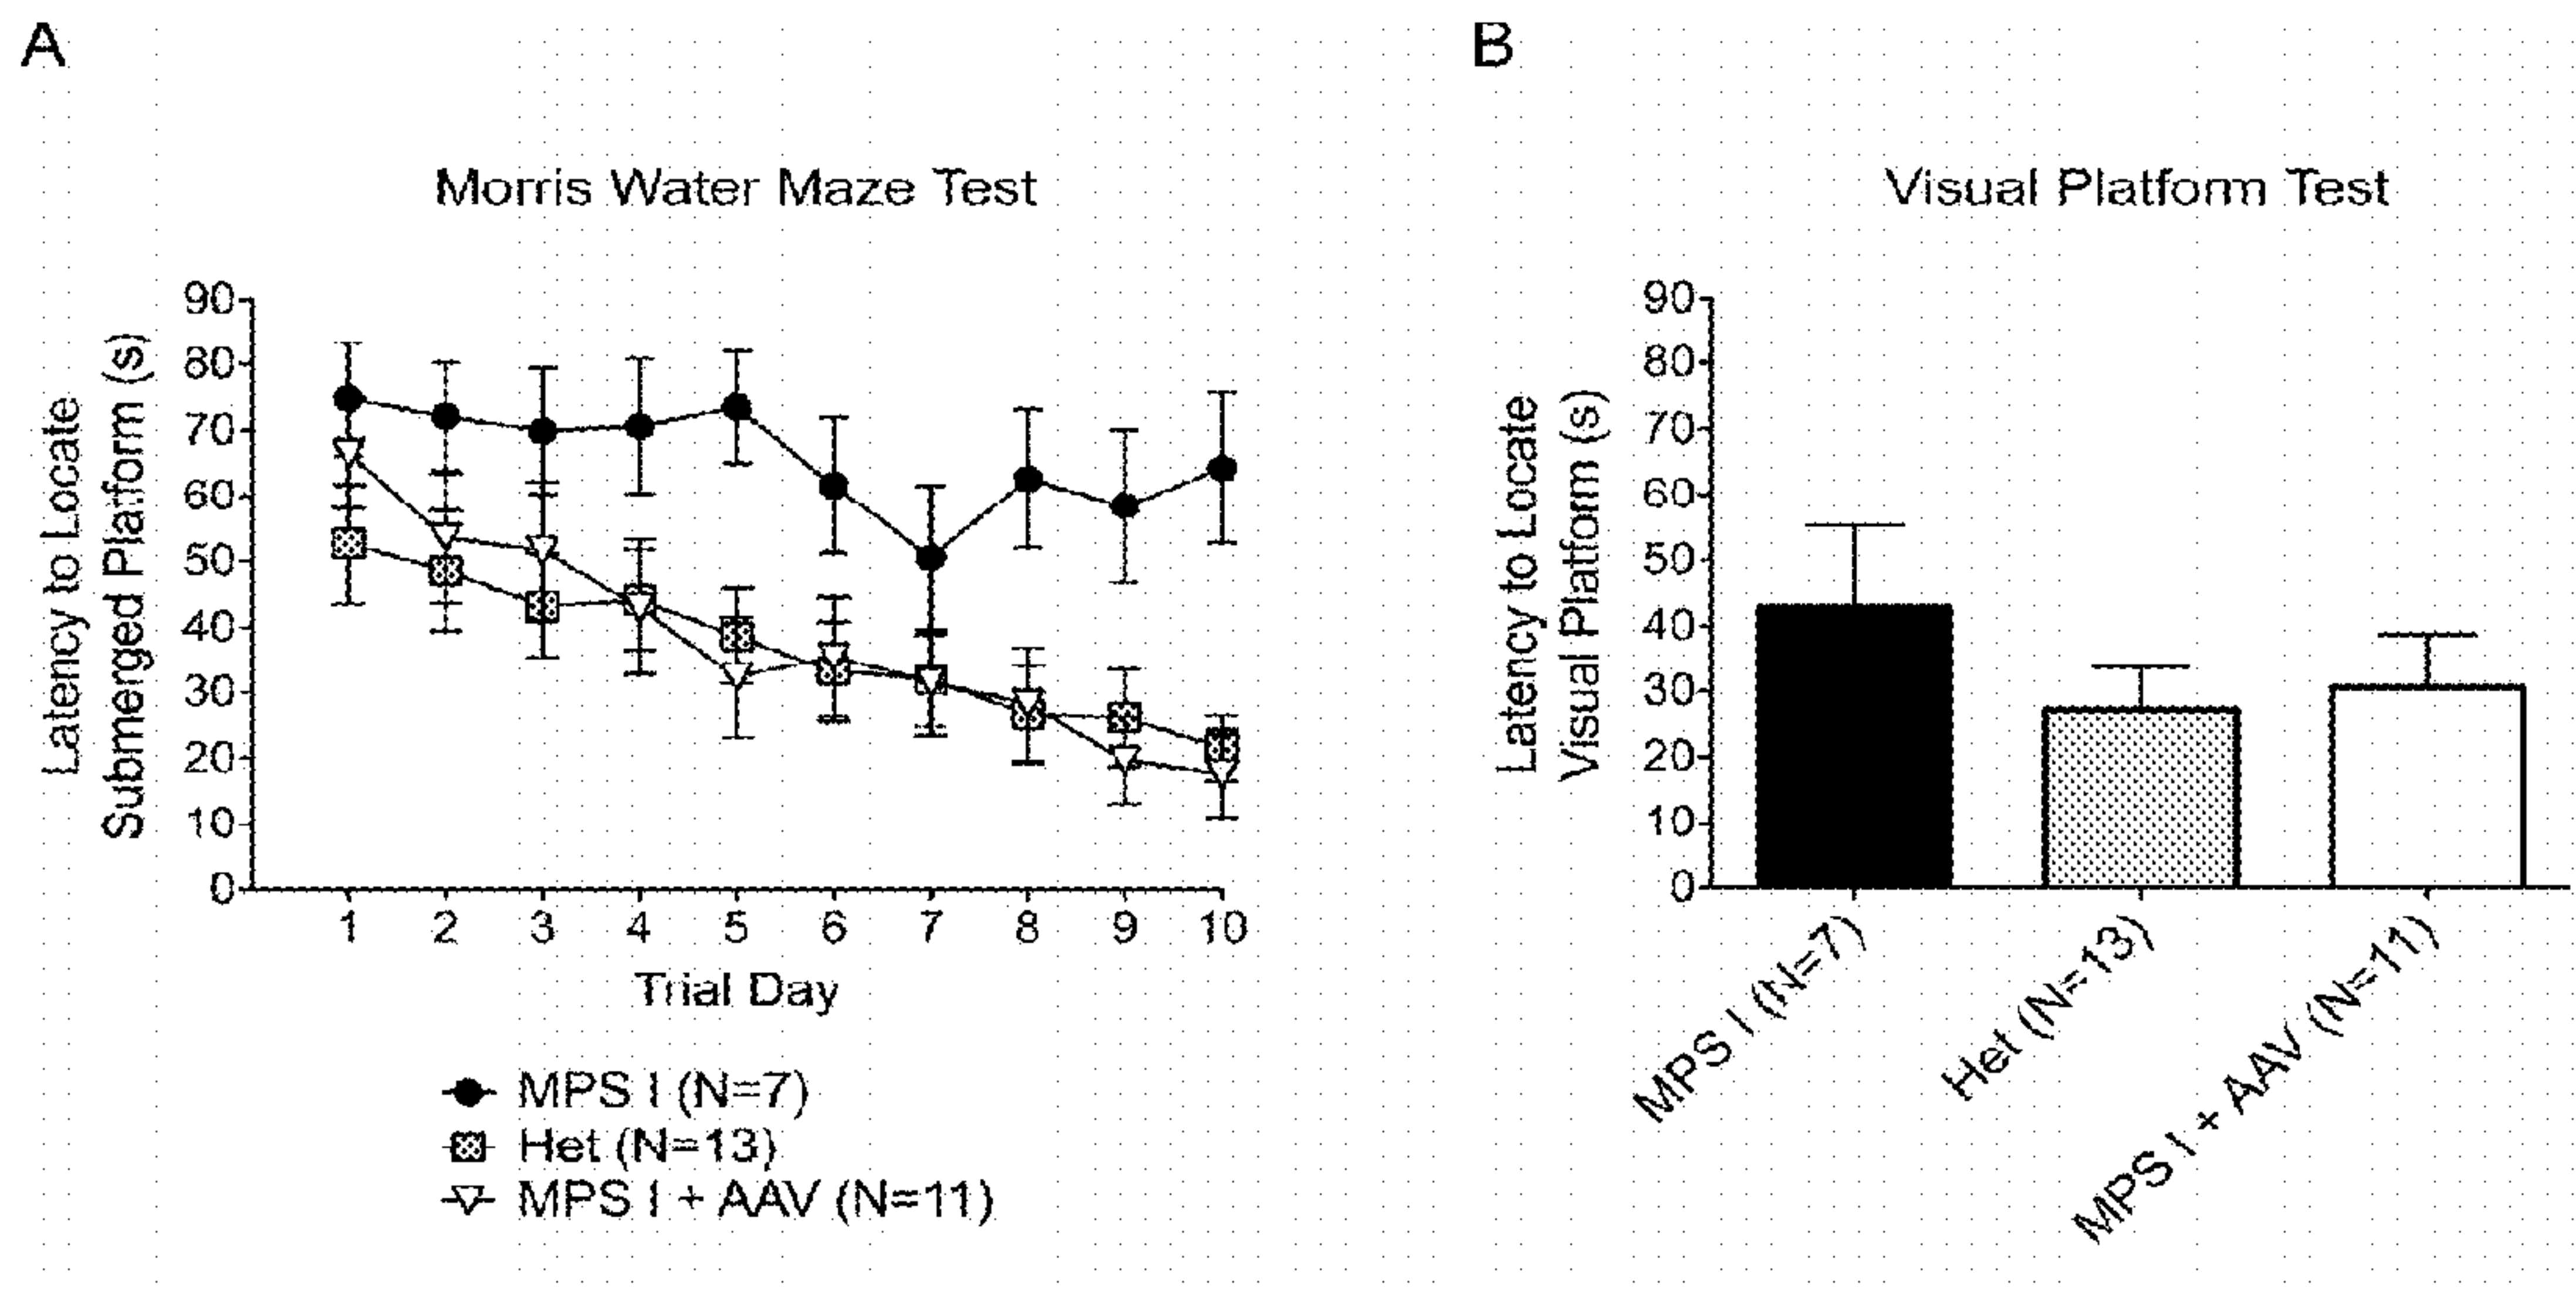 A
Morris Water Maze Test
Latency to Locate
Submerged Platform (s)
90
80
70
60
50
40
30
20
10
0
1 2 3 4 5 6 7 8 9 10
Trial Day
MPS I (N=7)
Het (N=13)
MPS I + AAV (N=11)
B
Visual Platform Test
Latency to Locate
Visual Platform (s)
90
80
70
60
50
40
30
20
10
0
MPS I (N=7)
Het (N=13)
MPS I + AAV (N=11)